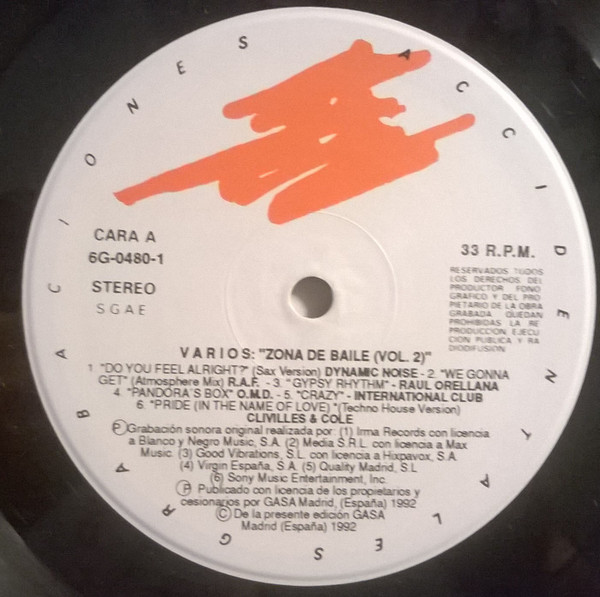 GRABACIONES ACCIDENTALES
CARA A
6G-0480-1
STEREO
SGAE
33 R.P.M.
RESERVADOS TODOS
LOS DERECHOS DEL
PRODUCTOR FONO
GRAFICO Y DEL PRO
PIETARIO DE LA OBRA
GRABADA QUEDAN
PROHIBIDAS LA RE
PRODUCCION EJECU
CION PUBLICA Y RA
DIODIFUSION
VARIOS: "ZONA DE BAILE (VOL. 2)"
1. "DO YOU FEEL ALRIGHT?" (Sax Version) DYNAMIC NOISE - 2. "WE GONNA
GET" (Atmosphere Mix) R.A.F. - 3. "GYPSY RHYTHM" - RAUL ORELLANA
4. "PANDORA'S BOX" O.M.D. - 5. "CRAZY" - INTERNATIONAL CLUB
6. "PRIDE (IN THE NAME OF LOVE)" (Techno House Version)
CLIVILLES & COLE
Ⓟ Grabación sonora original realizada por: (1) Irma Records con licencia
a Blanco y Negro Music, S.A. (2) Media S.R.L. con licencia a Max
Music. (3) Good Vibrations, S.L. con licencia a Hispavox, S.A.
(4) Virgin España, S.A. (5) Quality Madrid, S.L
(6) Sony Music Entertainment, Inc.
Ⓟ Publicado con licencia de los propietarios y
cesionarios por GASA Madrid, (España) 1992
© De la presente edición GASA
Madrid (España) 1992